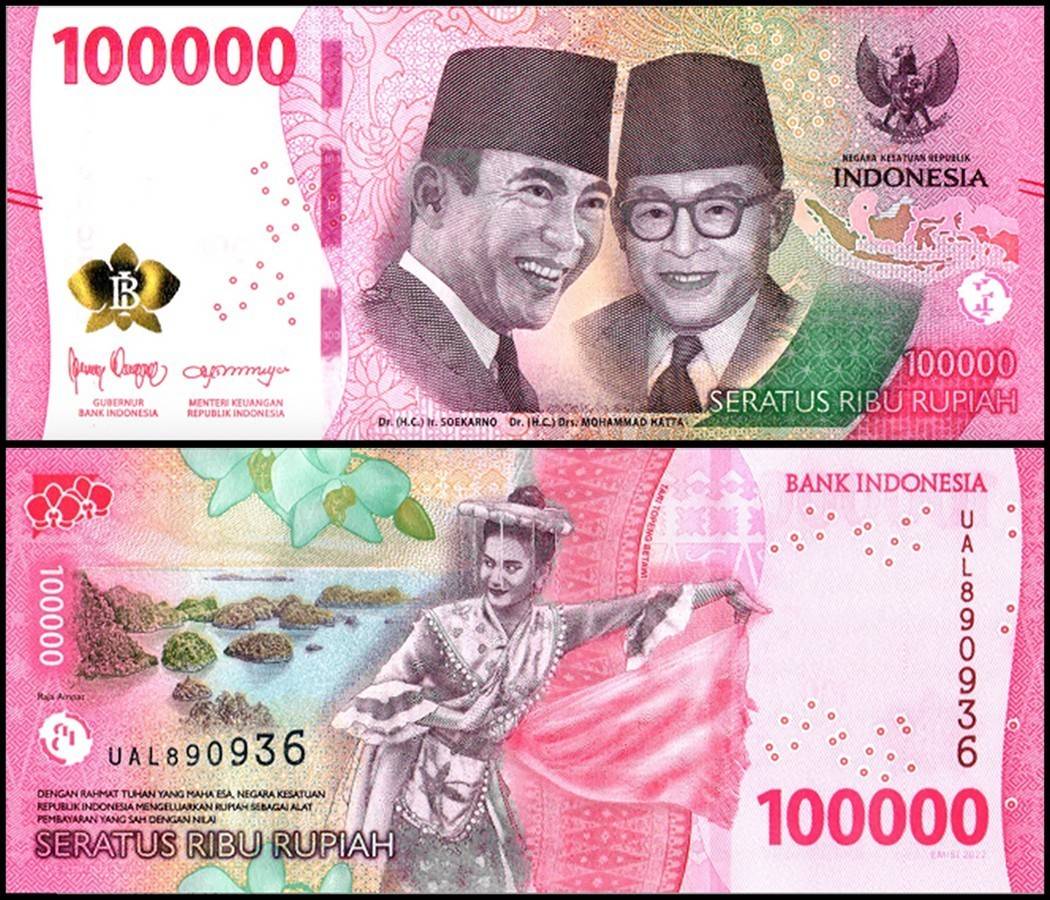 100000
NEGARA KESATUAN REPUBLIK
INDONESIA
GUBERNUR
BANK INDONESIA
MENTERI KEUANGAN
REPUBLIK INDONESIA
100000
SERATUS RIBU RUPIAH
Dr. (H.C.) Ir. SOEKARNO
Dr. (H.C.) Drs. MOHAMMAD HATTA
BANK INDONESIA
TARI TOPENG BETAWI
UAL890936
100000
Raja Ampat
UAL890936
DENGAN RAHMAT TUHAN YANG MAHA ESA, NEGARA KESATUAN
REPUBLIK INDONESIA MENGELUARKAN RUPIAH SEBAGAI ALAT
PEMBAYARAN YANG SAH DENGAN NILAI
SERATUS RIBU RUPIAH
100000
EMISI 2022